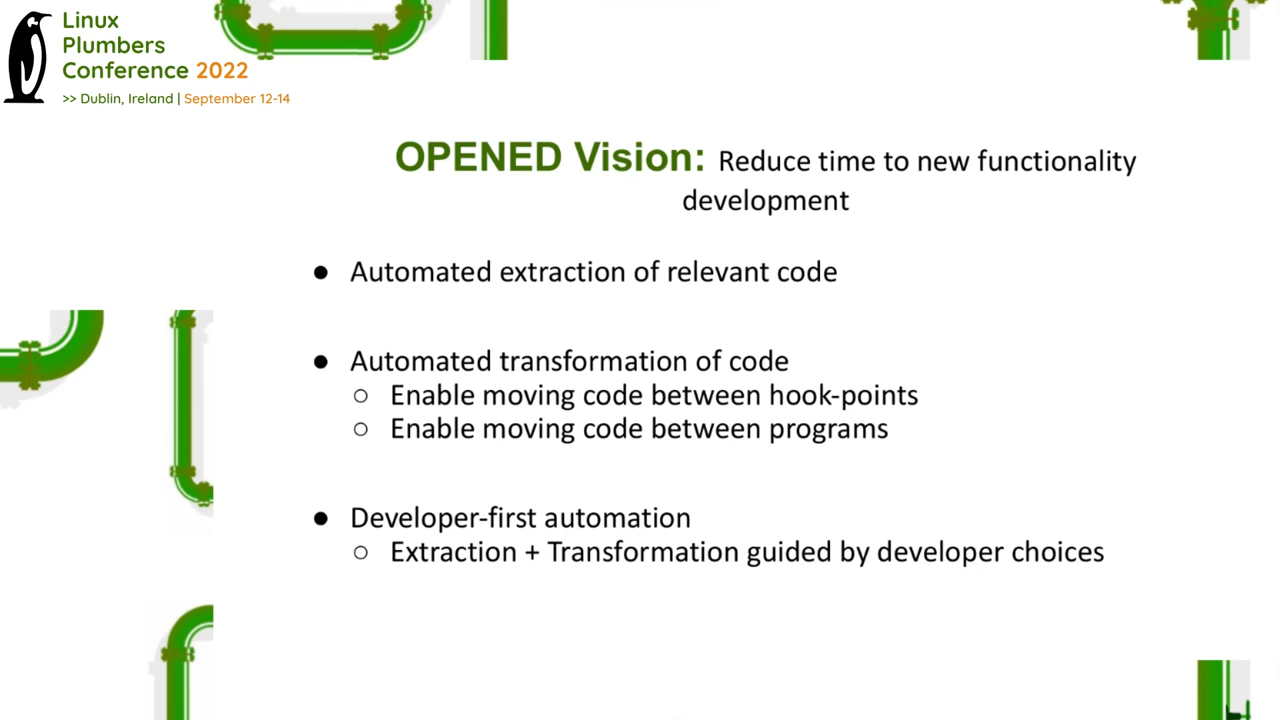 Linux
Plumbers
Conference 2022
>> Dublin, Ireland | September 12-14
OPENED Vision: Reduce time to new functionality
development
● Automated extraction of relevant code
● Automated transformation of code
○ Enable moving code between hook-points
○ Enable moving code between programs
● Developer-first automation
○ Extraction + Transformation guided by developer choices